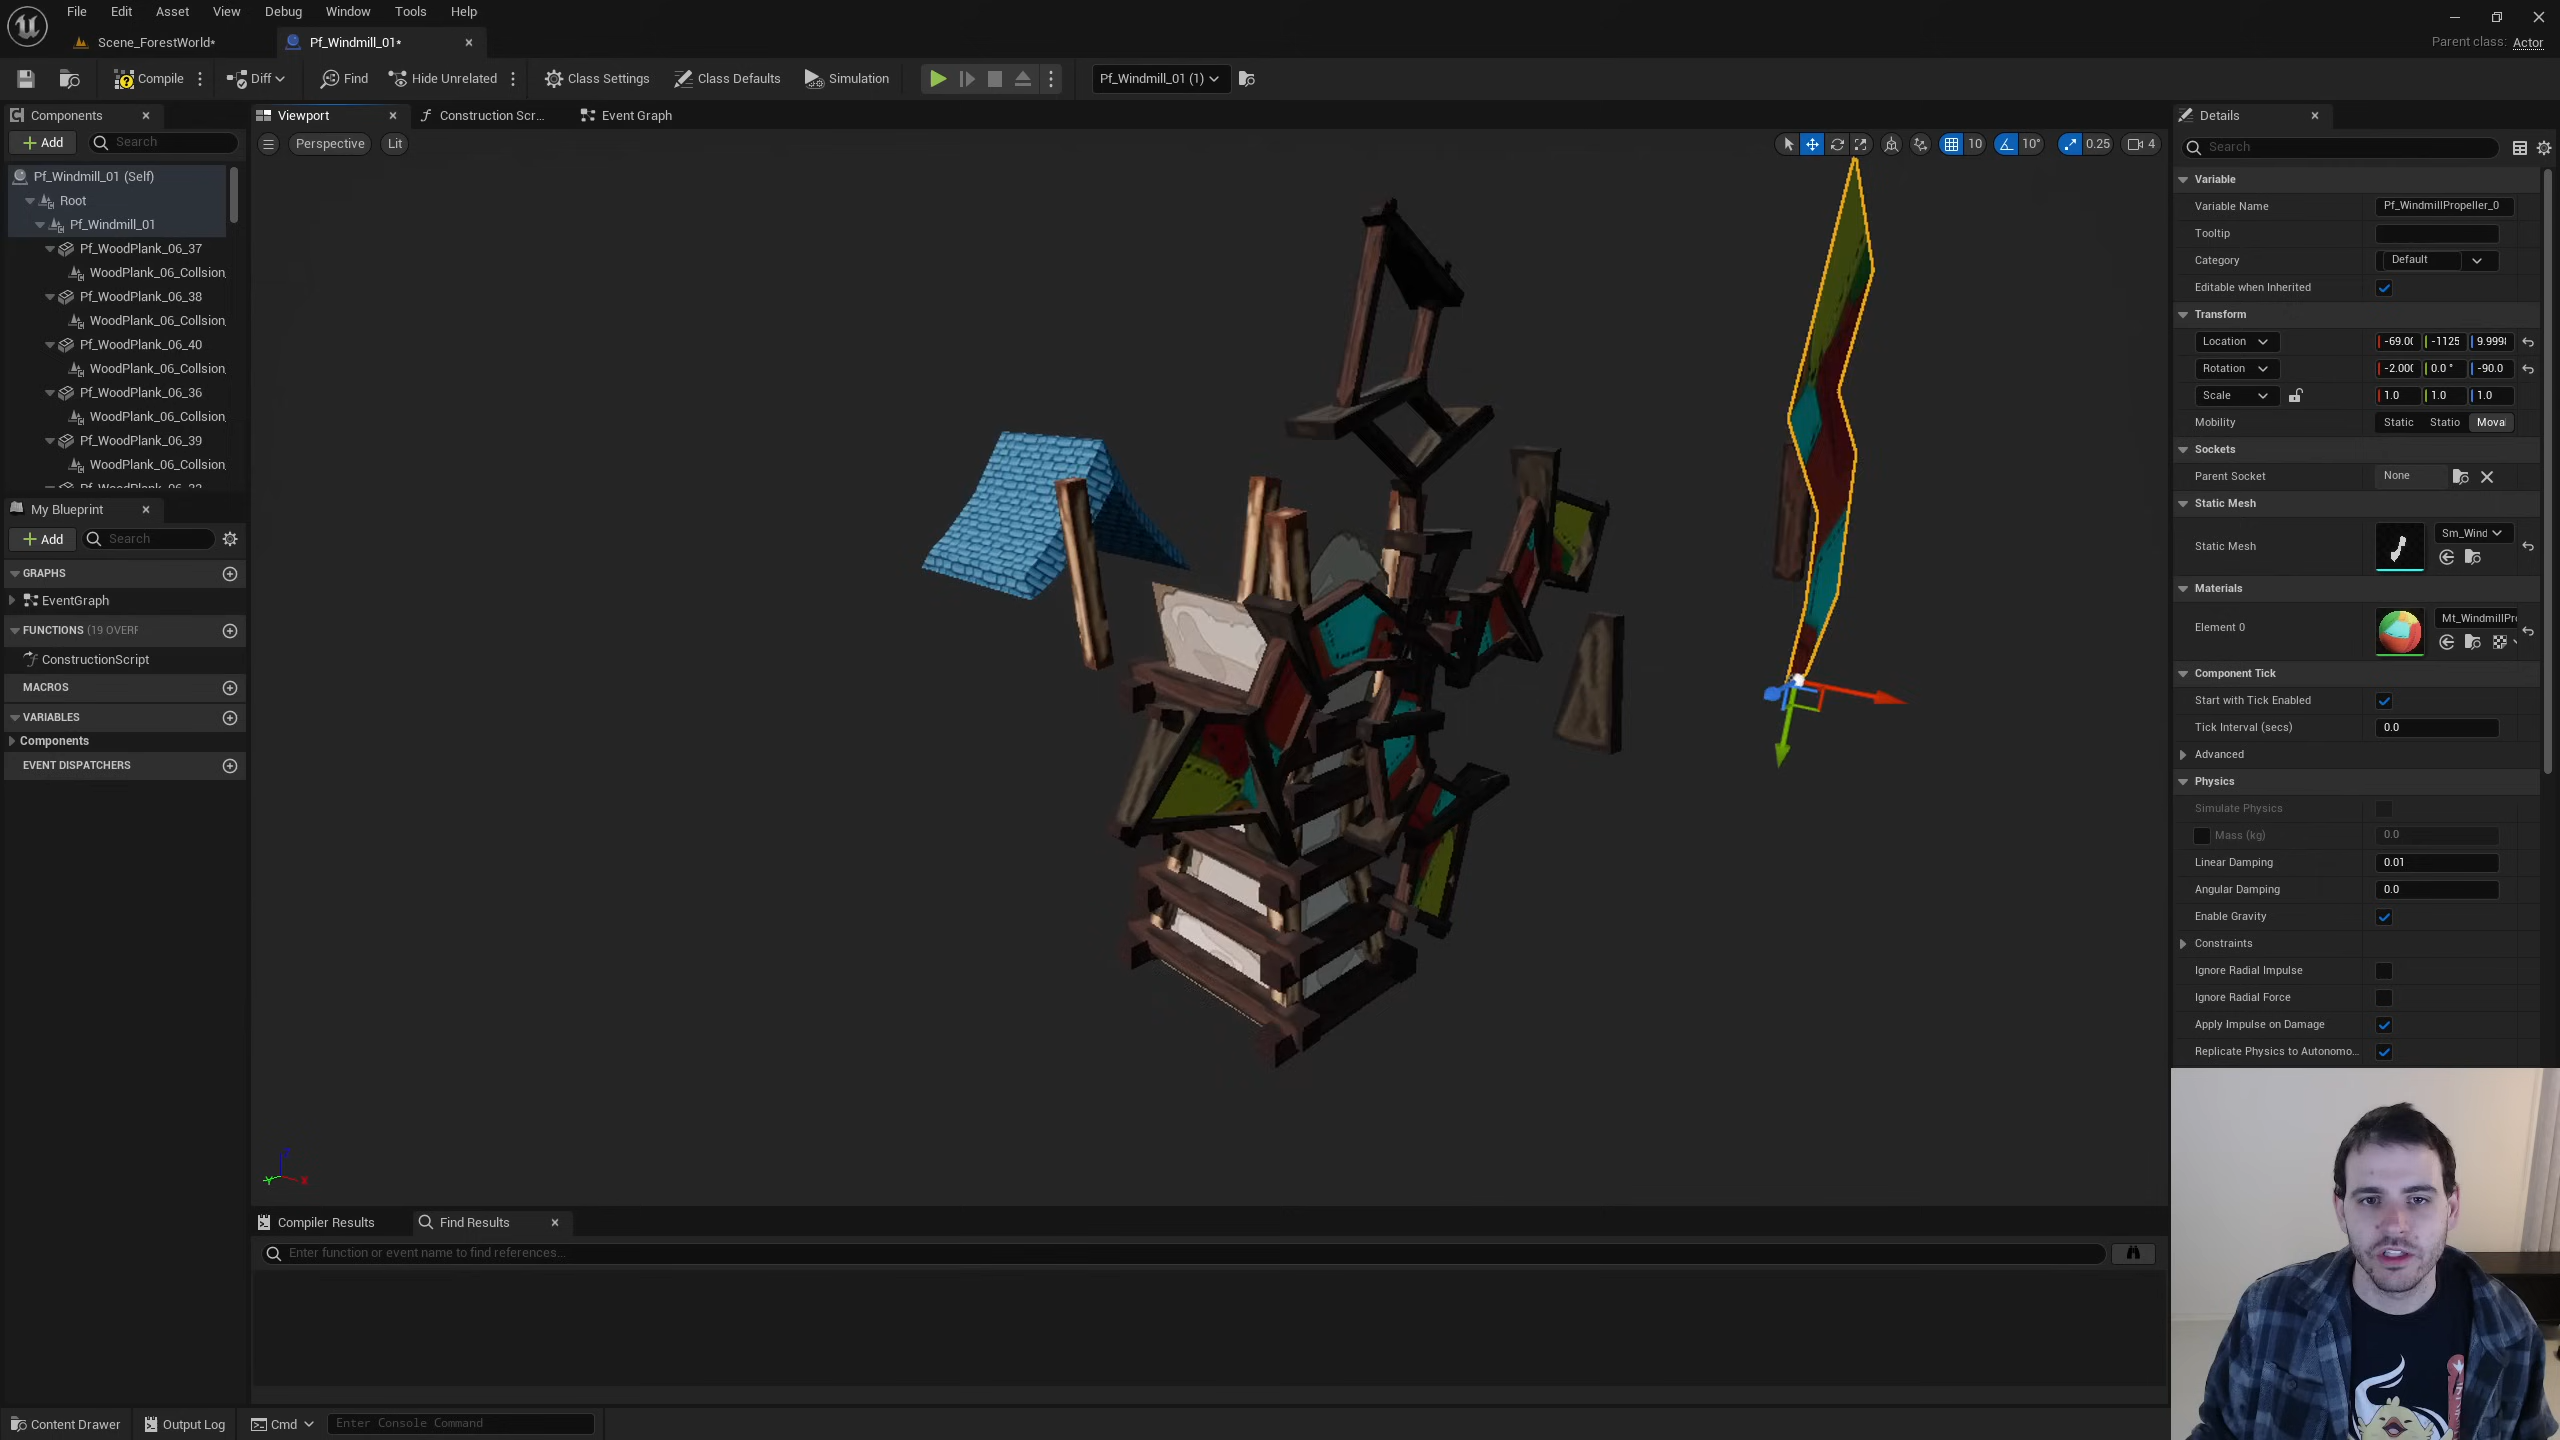 File Edit Asset View Debug Window Tools Help
Scene_ForestWorld*
Pf_Windmill_01*
Parent class: Actor
Compile
Diff
Find
Hide Unrelated
Class Settings
Class Defaults
Simulation
Pf_Windmill_01 (1)
Components
Add
Search
Pf_Windmill_01 (Self)
Root
Pf_Windmill_01
Pf_WoodPlank_06_37
WoodPlank_06_Collsion_
Pf_WoodPlank_06_38
WoodPlank_06_Collsion_
Pf_WoodPlank_06_40
WoodPlank_06_Collsion_
Pf_WoodPlank_06_36
WoodPlank_06_Collsion_
Pf_WoodPlank_06_39
WoodPlank_06_Collsion_
My Blueprint
Add
Search
GRAPHS
EventGraph
FUNCTIONS (19 OVERF
ConstructionScript
MACROS
VARIABLES
Components
EVENT DISPATCHERS
Viewport
Construction Scr...
Event Graph
Perspective
Lit
10
10°
0.25
4
Compiler Results
Find Results
Enter function or event name to find references...
Details
Search
Variable
Variable Name Pf_WindmillPropeller_0
Tooltip
Category Default
Editable when Inherited
Transform
Location -69.0( -1125 9.999
Rotation -2.00( 0.0 ° -90.0
Scale 1.0 1.0 1.0
Mobility Static Statio Mova
Sockets
Parent Socket None
Static Mesh
Static Mesh Sm_Wind
Materials
Element 0 Mt_WindmillPr
Component Tick
Start with Tick Enabled
Tick Interval (secs) 0.0
Advanced
Physics
Simulate Physics
Mass (kg) 0.0
Linear Damping 0.01
Angular Damping 0.0
Enable Gravity
Constraints
Ignore Radial Impulse
Ignore Radial Force
Apply Impulse on Damage
Replicate Physics to Autonomo...
Content Drawer
Output Log
Cmd
Enter Console Command